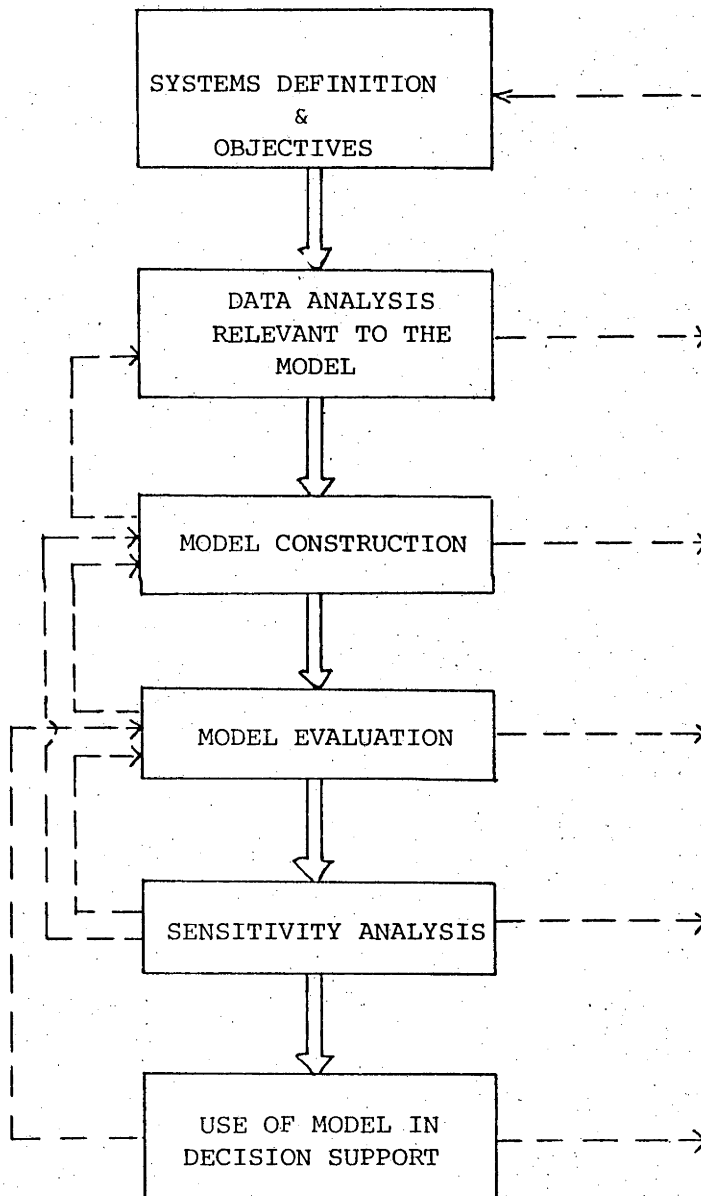 SYSTEMS DEFINITION
&
OBJECTIVES
DATA ANALYSIS
RELEVANT TO THE
MODEL
MODEL CONSTRUCTION
MODEL EVALUATION
SENSITIVITY ANALYSIS
USE OF MODEL IN
DECISION SUPPORT